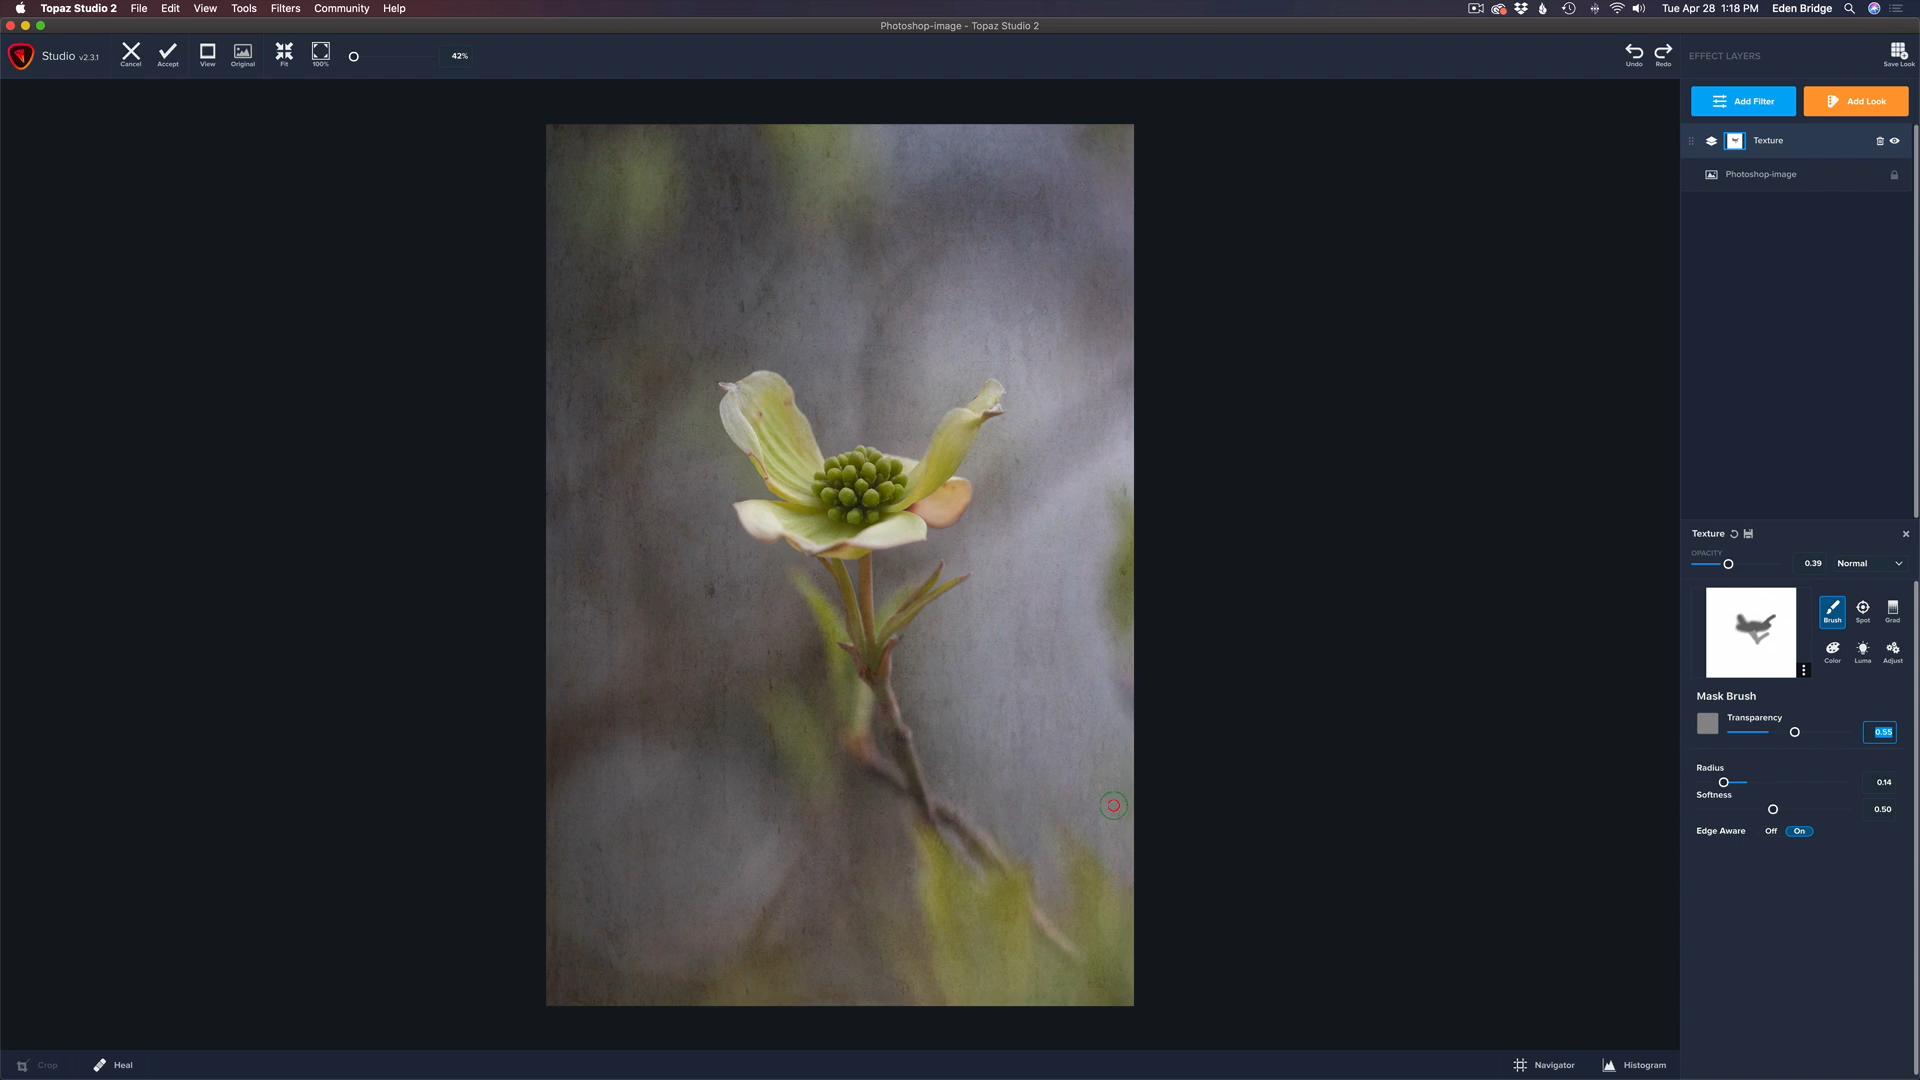 Topaz Studio 2 File Edit View Tools Filters Community Help Tue Apr 28 1:18 PM Eden Bridge
Photoshop-image - Topaz Studio 2
Studio v2.3.1 Cancel Accept View Original Fit 100% 42% Undo Redo EFFECT LAYERS Save Look
Add Filter Add Look
Texture
Photoshop-image
Texture
OPACITY 0.39 Normal
Brush Spot Grad
Color Luma Adjust
Mask Brush
Transparency
0.55
Radius
0.14
Softness
0.50
Edge Aware Off On
Crop Heal Navigator Histogram